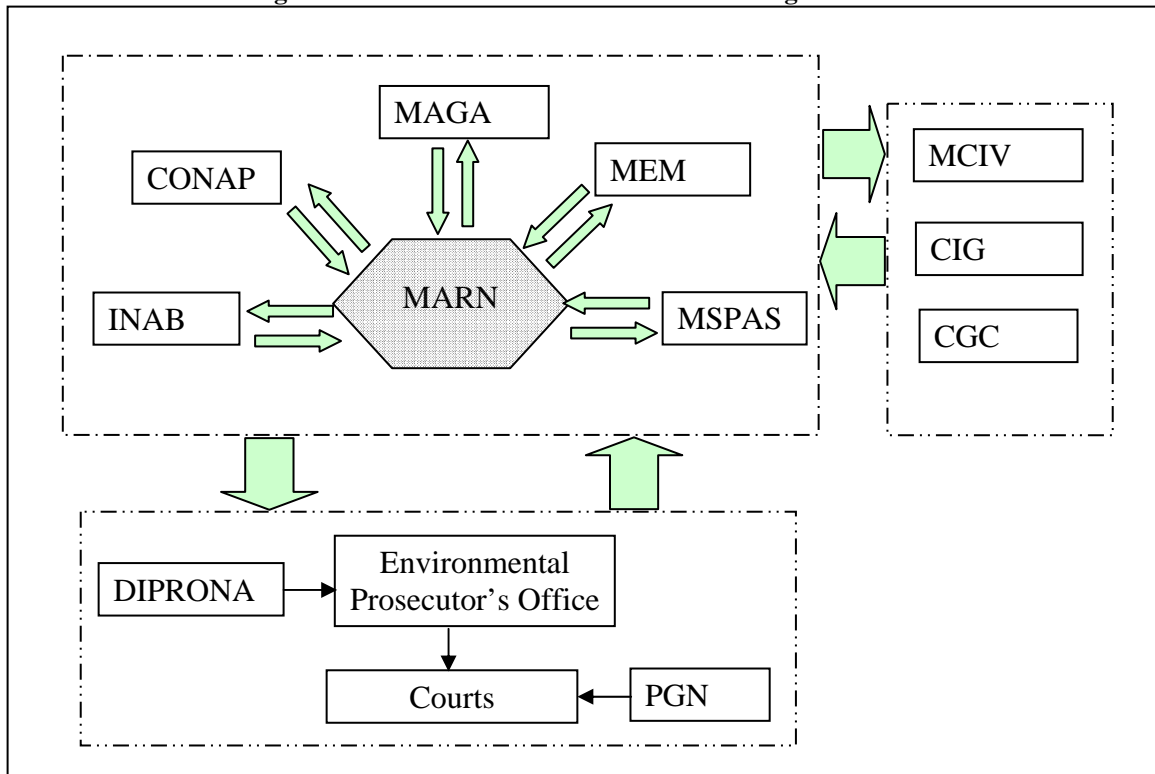 MAGA
CONAP
MEM
MCIV
CIG
MARN
INAB
MSPAS
CGC
DIPRONA
Environmental
Prosecutor’s Office
Courts
PGN